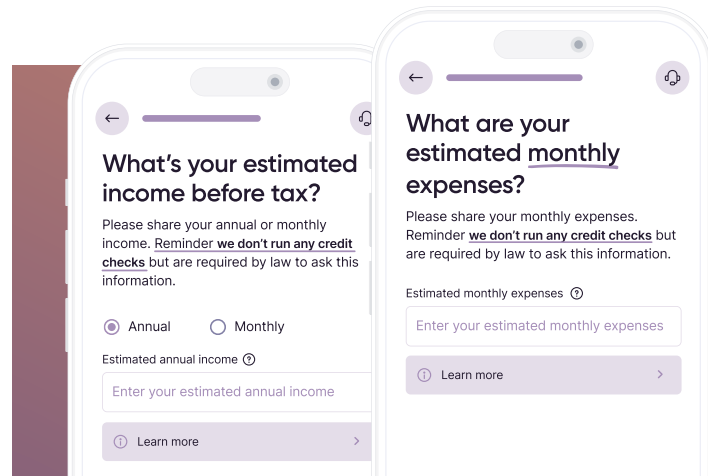 What's your estimated
income before tax?
Please share your annual or monthly
income. Reminder we don't run any credit
checks but are required by law to ask this
information.
Annual
Monthly
Estimated annual income
Enter your estimated annual income
Learn more
What are your
estimated monthly
expenses?
Please share your monthly expenses.
Reminder we don't run any credit checks but
are required by law to ask this information.
Estimated monthly expenses
Enter your estimated monthly expenses
Learn more